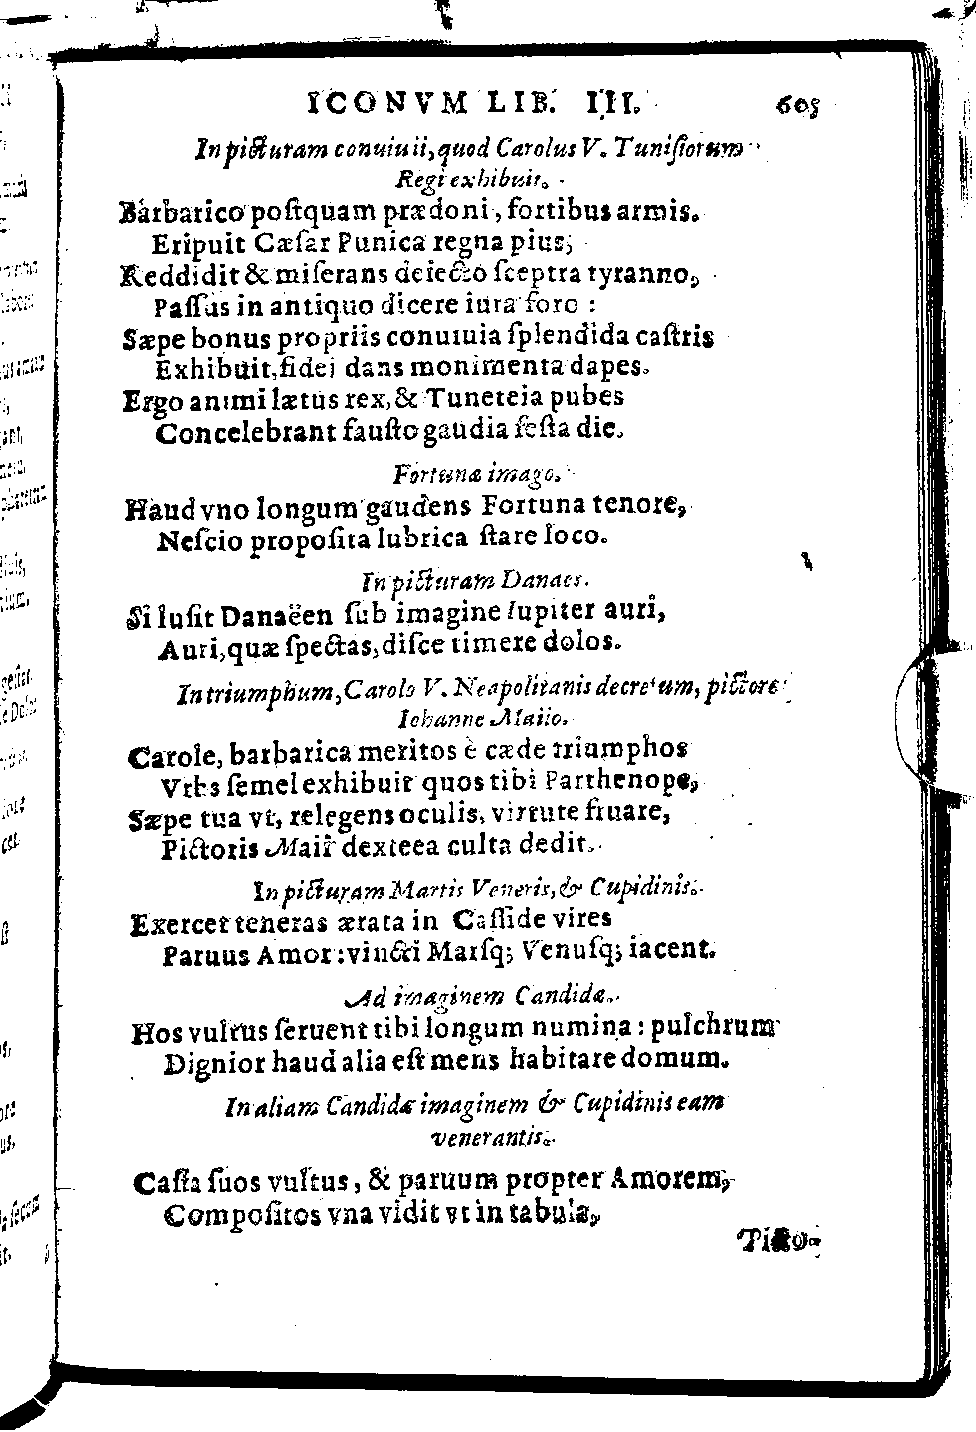 ICONVM LIB. III. 605
In picturam conuiuii, quod Carolus V. Tunisiorum
Regi exhibuit.
Barbarico postquam prædoni, fortibus armis.
Eripuit Cæsar Punica regna pius;
Reddidit & miserans deiecto sceptra tyranno,
Passus in antiquo dicere iura foro:
Sæpe bonus propriis conuiuia splendida castris
Exhibuit, fidei dans monimenta dapes.
Ergo animi lætus rex, & Tuneteia pubes
Concelebrant fausto gaudia festa die.
Fortunæ imago.
Haud vno longum gaudens Fortuna tenore,
Nescio proposita lubrica stare loco.
In picturam Danaes.
Si lusit Danaëen sub imagine Iupiter auri,
Auri, quæ spectas, disce timere dolos.
In triumphum, Carolo V. Neapolitanis decretum, pictore
Iohanne Maiio.
Carole, barbarica meritos è cæde triumphos
Vrbs semel exhibuit quos tibi Parthenope,
Sæpe tua vt, relegens oculis, virtute fruare,
Pictoris Maii dexteea culta dedit.
In picturam Martis Veneris, & Cupidinis.
Exercet teneras ærata in Casside vires
Paruus Amor: vincti Marsq; Venusq; iacent.
Ad imaginem Candidæ.
Hos vultus seruent tibi longum numina: pulchrum
Dignior haud alia est mens habitare domum.
In aliam Candidæ imaginem & Cupidinis eam
venerantis.
Casta suos vultus, & paruum propter Amorem,
Compositos vna vidit vt in tabula,